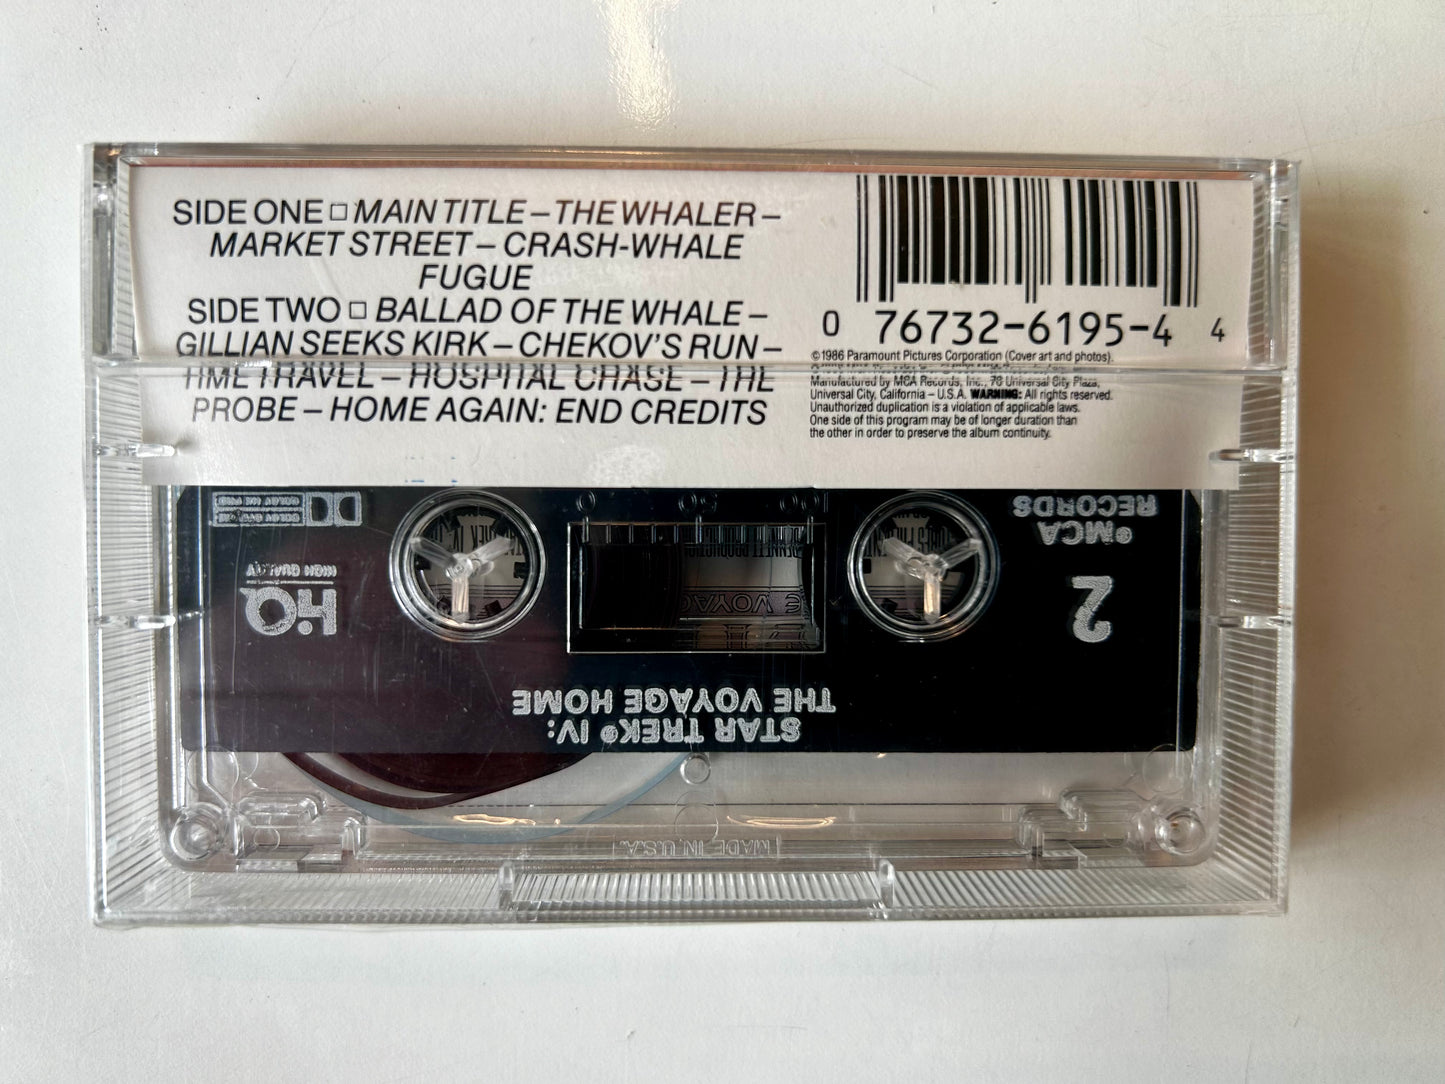 SIDE ONE □ MAIN TITLE – THE WHALER –
MARKET STREET – CRASH-WHALE
FUGUE
SIDE TWO □ BALLAD OF THE WHALE –
GILLIAN SEEKS KIRK – CHEKOV'S RUN –
TIME TRAVEL – HOSPITAL CHASE – THE
PROBE – HOME AGAIN: END CREDITS
0 76732-6195-4 4
©1986 Paramount Pictures Corporation (Cover art and photos).
Manufactured by MCA Records, Inc., 70 Universal City Plaza,
Universal City, California – U.S.A. WARNING: All rights reserved.
Unauthorized duplication is a violation of applicable laws.
One side of this program may be of longer duration than
the other in order to preserve the album continuity.
MCA
RECORDS
2
HiQ
HIGH QUALITY
STAR TREK® IV:
THE VOYAGE HOME
MADE IN U.S.A.